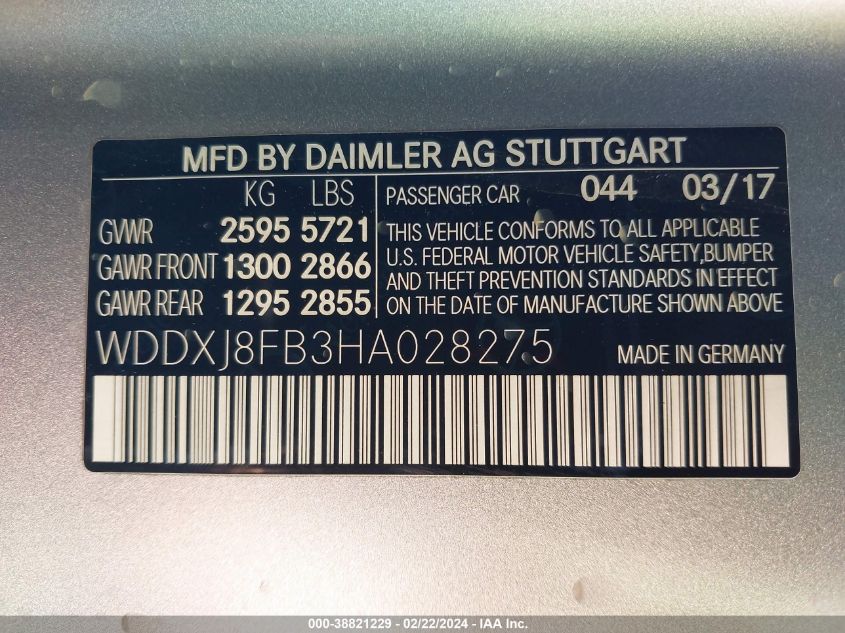 MFD BY DAIMLER AG STUTTGART
KG LBS
GVWR 2595 5721
GAWR FRONT 1300 2866
GAWR REAR 1295 2855
PASSENGER CAR 044 03/17
THIS VEHICLE CONFORMS TO ALL APPLICABLE
U.S. FEDERAL MOTOR VEHICLE SAFETY,BUMPER
AND THEFT PREVENTION STANDARDS IN EFFECT
ON THE DATE OF MANUFACTURE SHOWN ABOVE
WDDXJ8FB3HA028275 MADE IN GERMANY
000-38821229 - 02/22/2024 - IAA Inc.